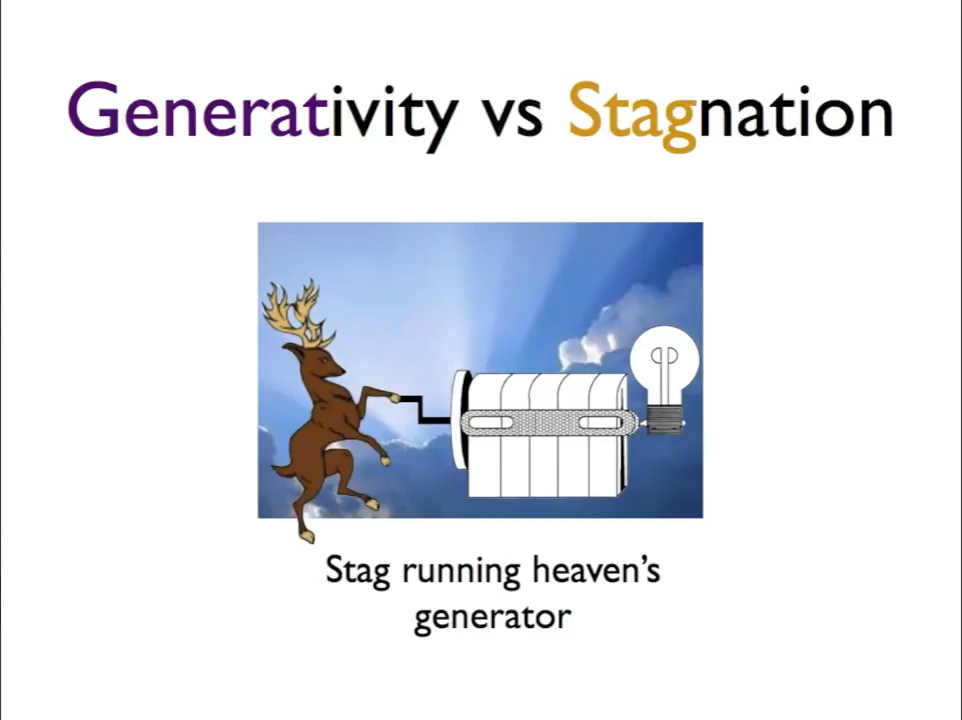 Generativity vs Stagnation
Stag running heaven's
generator